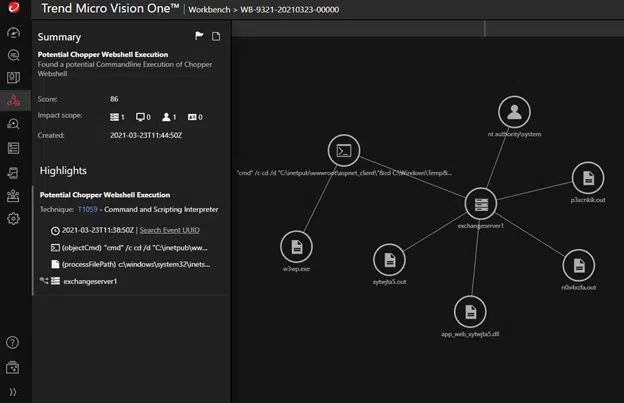 Trend Micro Vision One™ | Workbench > WB-9321-20210323-00000
Summary
Potential Chopper Webshell Execution
Found a potential Commandline Execution of Chopper
Webshell
Score: 86
Impact scope: 1 0 1 0
Created: 2021-03-23T11:44:50Z
Highlights
Potential Chopper Webshell Execution
Technique: T1059 - Command and Scripting Interpreter
2021-03-23T11:38:50Z | Search Event UUID
(objectCmd) "cmd" /c cd /d "C:\inetpub\ww...
(processFilePath) c:\windows\system32\inets...
exchangeserver1
nt authority\system
"cmd" /c cd /d "C:\inetpub\wwwroot\aspnet_client\"&cd C:\Windows\Temp&...
p3xcnkik.out
exchangeserver1
w3wp.exe
xytwjta5.out
n0wlxzfa.out
app_web_xytwjta5.dll